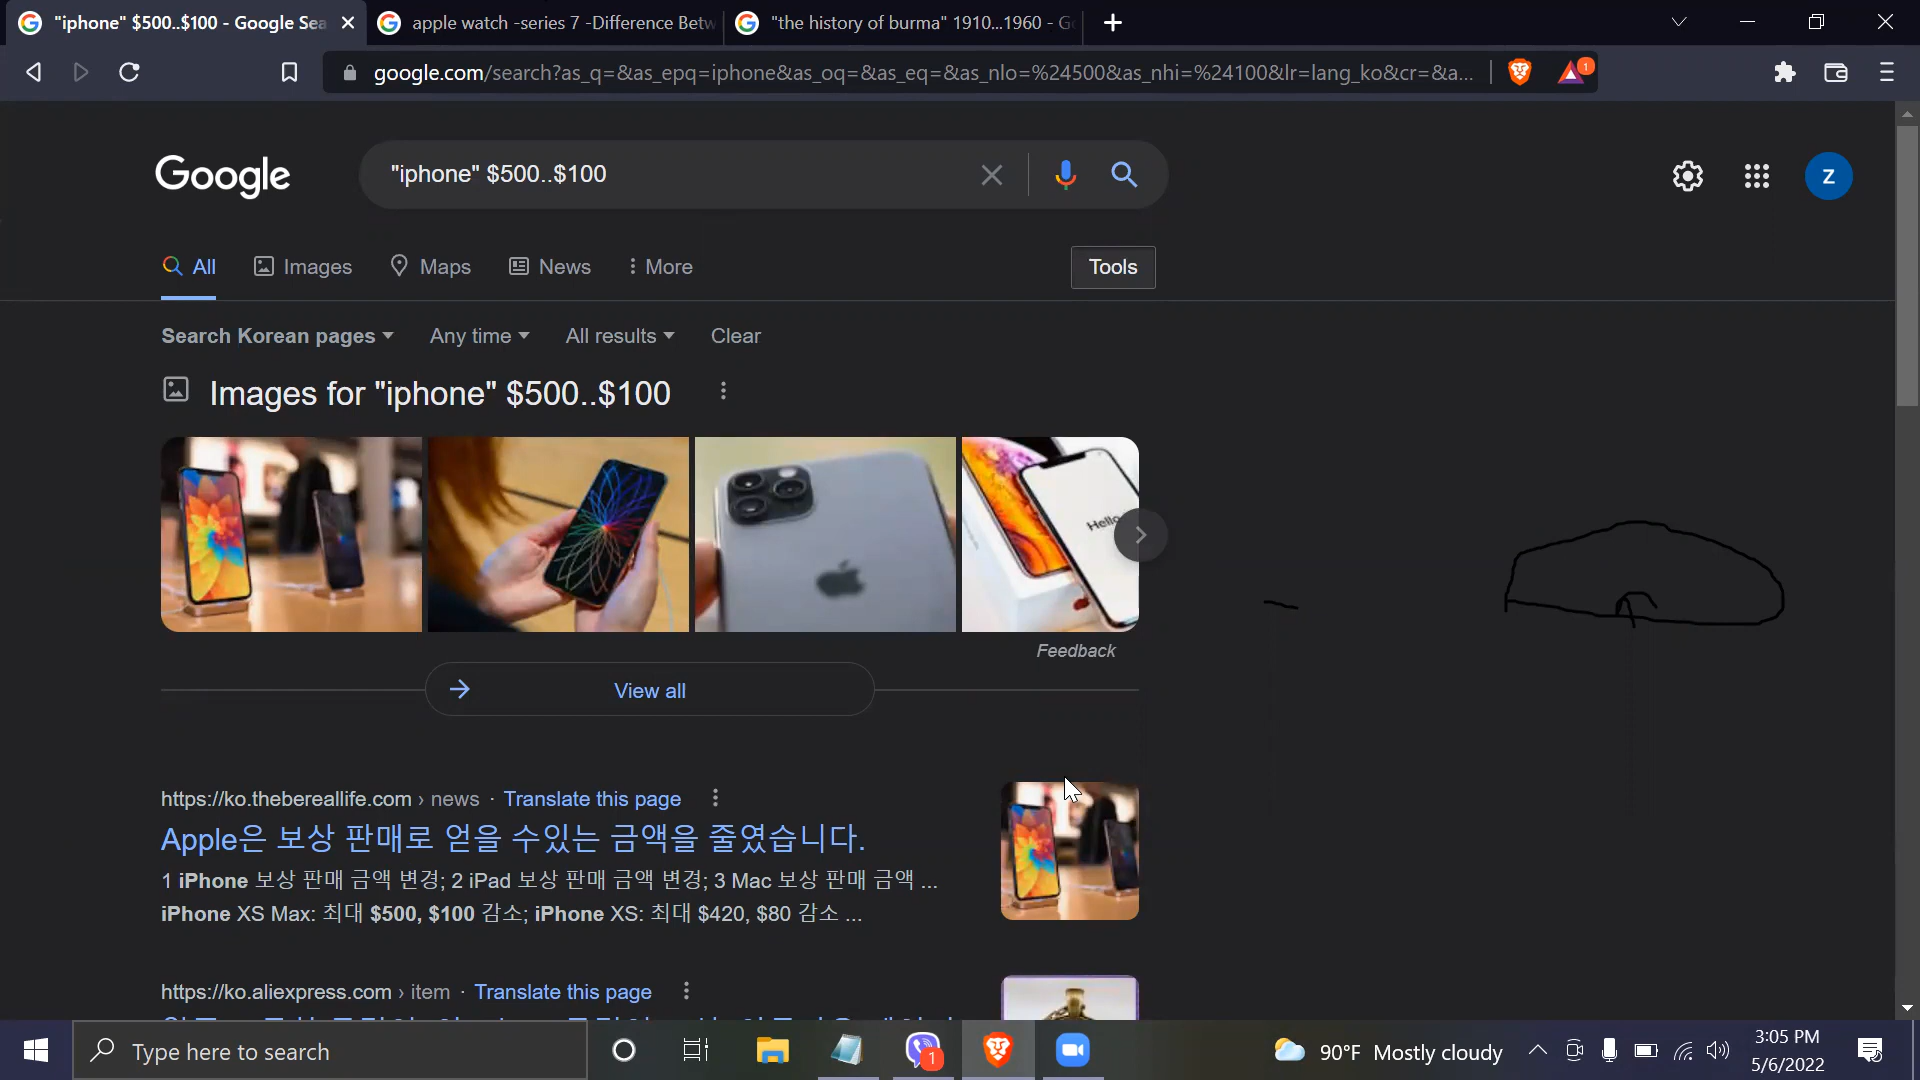 "iphone" $500..$100 - Google Sea
apple watch -series 7 -Difference Betw
"the history of burma" 1910...1960 - G
google.com/search?as_q=&as_epq=iphone&as_oq=&as_eq=&as_nlo=%24500&as_nhi=%24100&lr=lang_ko&cr=&a...
1
Google
"iphone" $500..$100
Z
All
Images
Maps
News
More
Tools
Search Korean pages
Any time
All results
Clear
Images for "iphone" $500..$100
Hello
Feedback
View all
https://ko.thebereallife.com › news · Translate this page
Apple은 보상 판매로 얻을 수있는 금액을 줄였습니다.
1 iPhone 보상 판매 금액 변경; 2 iPad 보상 판매 금액 변경; 3 Mac 보상 판매 금액 ...
iPhone XS Max: 최대 $500, $100 감소; iPhone XS: 최대 $420, $80 감소 ...
https://ko.aliexpress.com › item · Translate this page
Type here to search
1
90°F Mostly cloudy
3:05 PM
5/6/2022